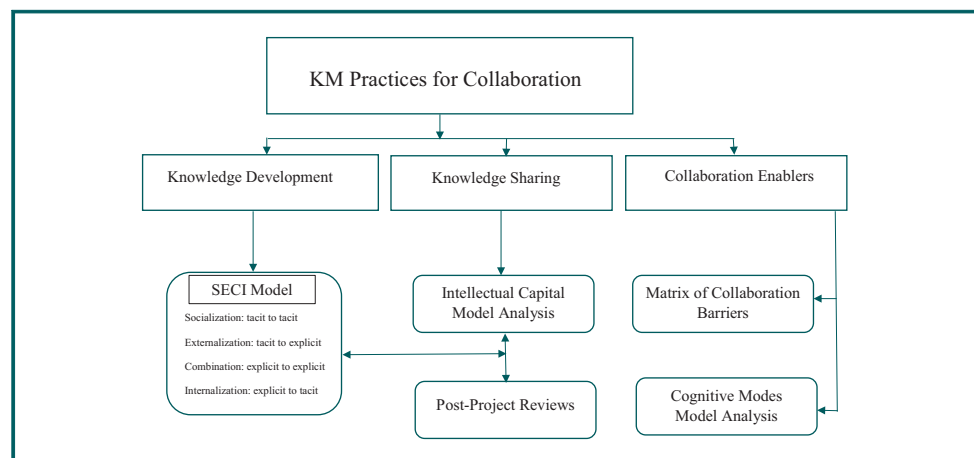 KM Practices for Collaboration
Knowledge Development
Knowledge Sharing
Collaboration Enablers
SECI Model
Socialization: tacit to tacit
Externalization: tacit to explicit
Combination: explicit to explicit
Internalization: explicit to tacit
Intellectual Capital
Model Analysis
Post-Project Reviews
Matrix of Collaboration
Barriers
Cognitive Modes
Model Analysis